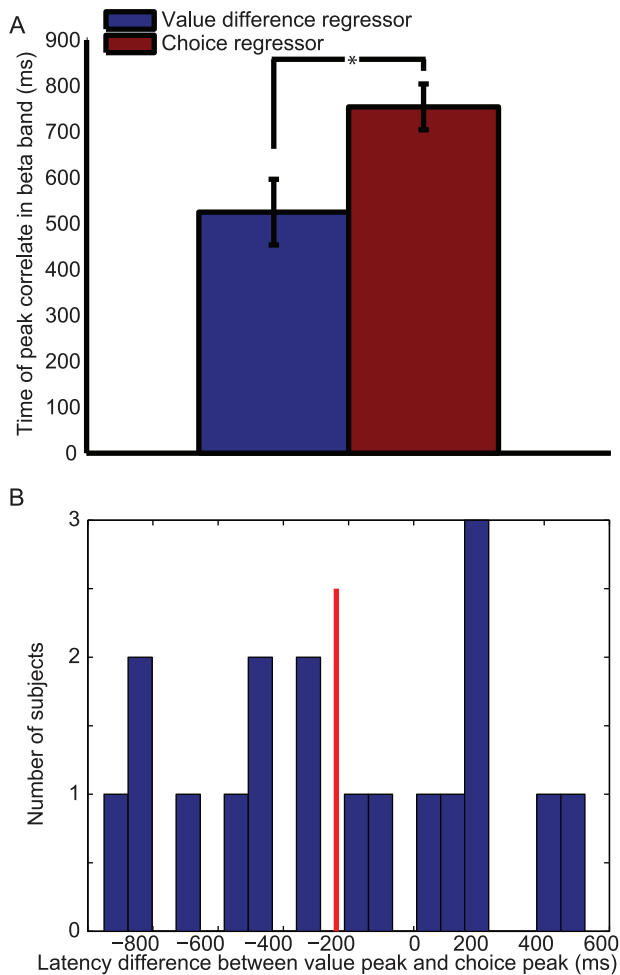 A
Value difference regressor
Choice regressor
*
Time of peak correlate in beta band (ms)
900
800
700
600
500
400
300
200
100
0
B
Number of subjects
3
2
1
0
−800 −600 −400 −200 0 200 400 600
Latency difference between value peak and choice peak (ms)